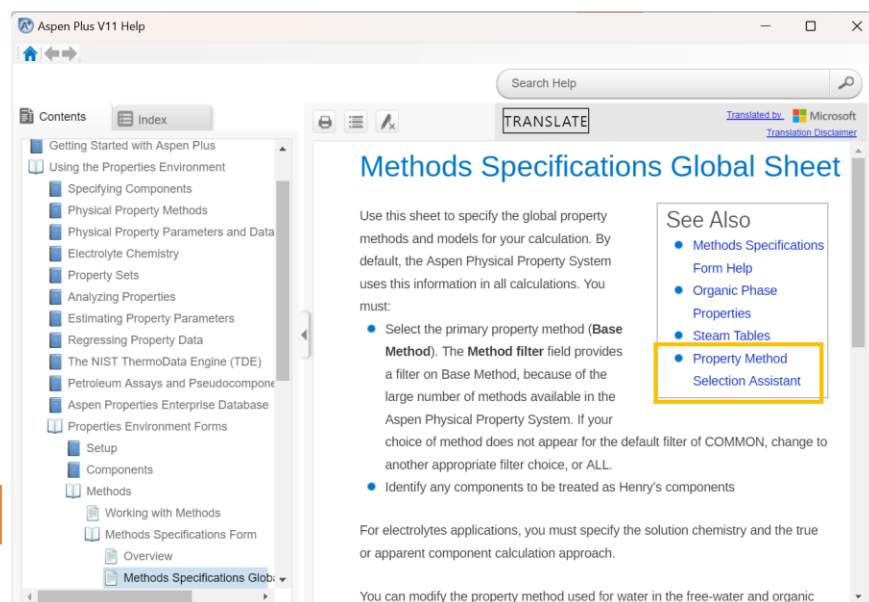 Aspen Plus V11 Help
Search Help
Contents
Index
TRANSLATE
Translated by
Microsoft
Translation Disclaimer
Getting Started with Aspen Plus
Using the Properties Environment
Specifying Components
Physical Property Methods
Physical Property Parameters and Data
Electrolyte Chemistry
Property Sets
Analyzing Properties
Estimating Property Parameters
Regressing Property Data
The NIST ThermoData Engine (TDE)
Petroleum Assays and Pseudocompone
Aspen Properties Enterprise Database
Properties Environment Forms
Setup
Components
Methods
Working with Methods
Methods Specifications Form
Overview
Methods Specifications Glob
Methods Specifications Global Sheet
Use this sheet to specify the global property
methods and models for your calculation. By
default, the Aspen Physical Property System
uses this information in all calculations. You
must:
Select the primary property method (Base
Method). The Method filter field provides
a filter on Base Method, because of the
large number of methods available in the
Aspen Physical Property System. If your
choice of method does not appear for the default filter of COMMON, change to
another appropriate filter choice, or ALL.
Identify any components to be treated as Henry's components
For electrolytes applications, you must specify the solution chemistry and the true
or apparent component calculation approach.
You can modify the property method used for water in the free-water and organic
See Also
Methods Specifications
Form Help
Organic Phase
Properties
Steam Tables
Property Method
Selection Assistant